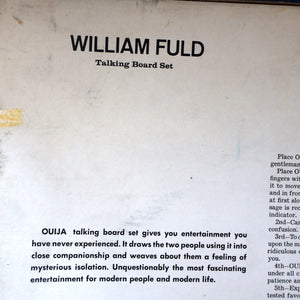 WILLIAM FULD
Talking Board Set
OUIJA talking board set gives you entertainment you
have never experienced. It draws the two people using it into
close companionship and weaves about them a feeling of
mysterious isolation. Unquestionably the most fascinating
entertainment for modern people and modern life.
Place O
gentleman
Place O
fingers wit
it to move
and in fron
at first alo
sage is rec
moment.
2nd—Can
confusion.
3rd—To o
upon the m
ridiculous
you.
4th—OUI
under all c
patience an
5th—Exp
tested fav